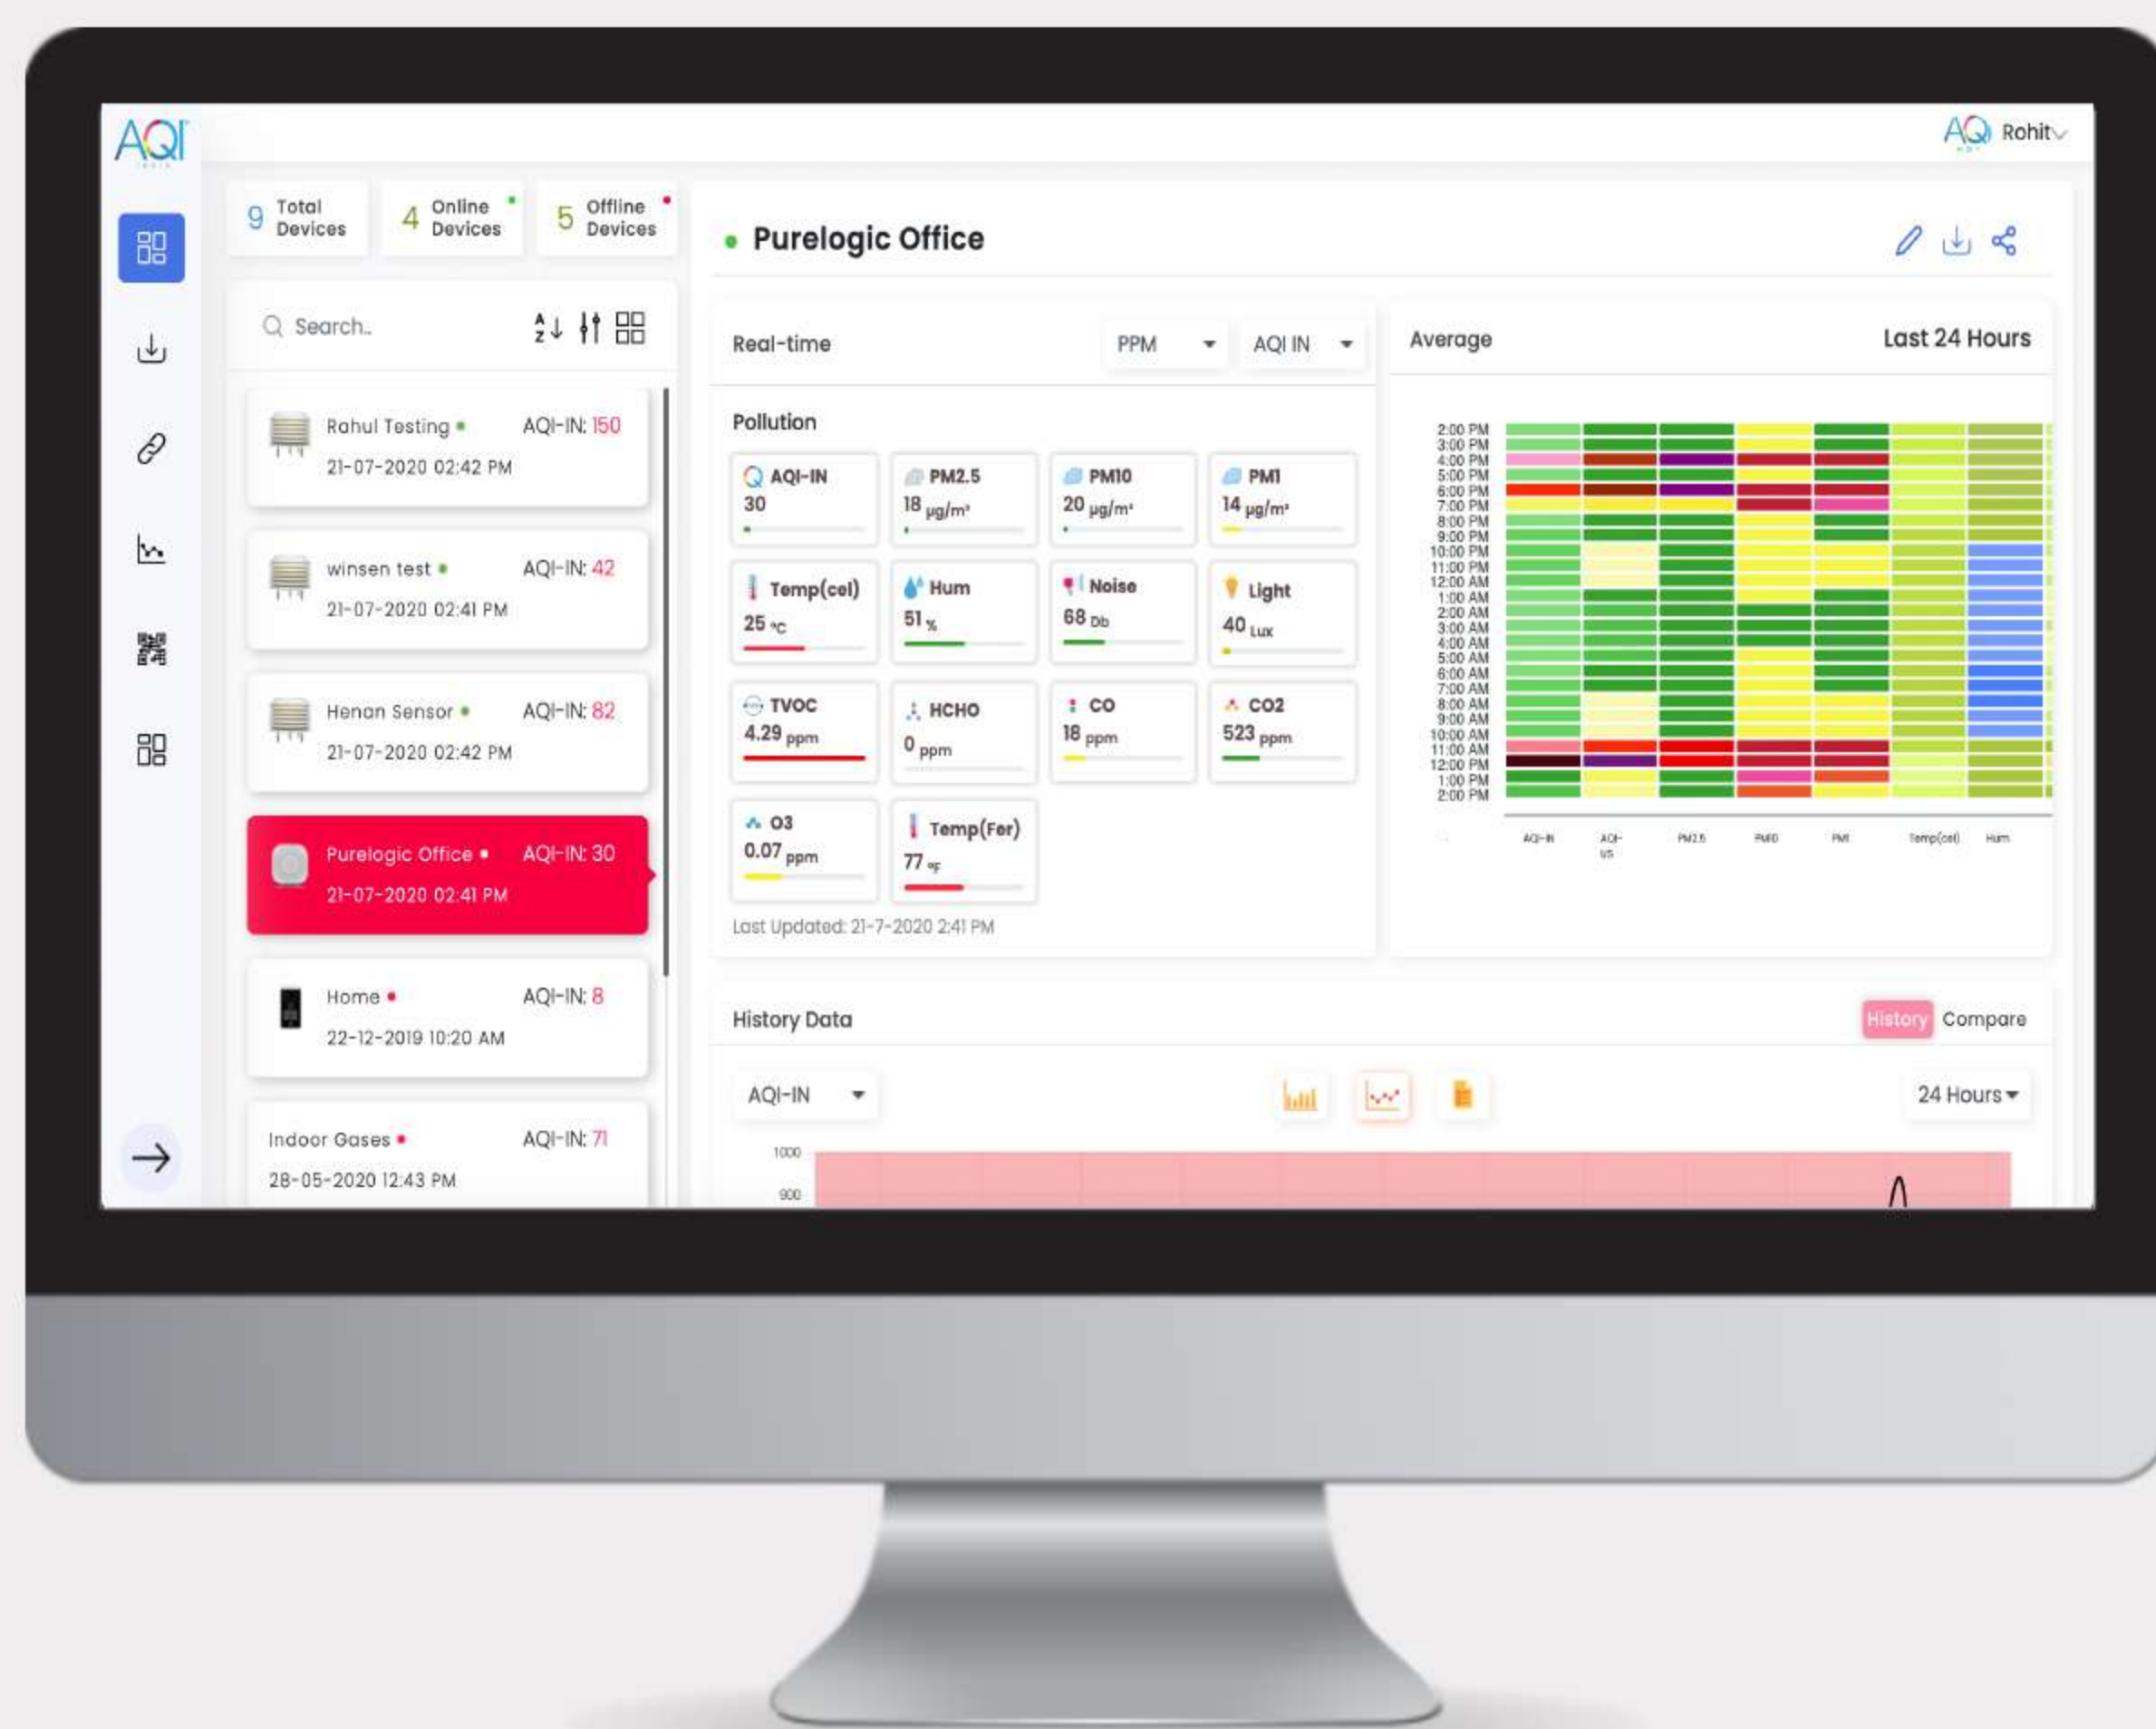 AQI
INDIA
AQI Rohit
9 Total Devices
4 Online Devices
5 Offline Devices
Search..
A
Z
Rahul Testing AQI-IN: 150
21-07-2020 02:42 PM
winsen test AQI-IN: 42
21-07-2020 02:41 PM
Henan Sensor AQI-IN: 82
21-07-2020 02:42 PM
Purelogic Office AQI-IN: 30
21-07-2020 02:41 PM
Home AQI-IN: 8
22-12-2019 10:20 AM
Indoor Gases AQI-IN: 71
28-05-2020 12:43 PM
Purelogic Office
Real-time PPM AQI IN
Pollution
AQI-IN
30
PM2.5
18 µg/m³
PM10
20 µg/m³
PM1
14 µg/m³
Temp(cel)
25 °C
Hum
51 %
Noise
68 Db
Light
40 Lux
TVOC
4.29 ppm
HCHO
0 ppm
CO
18 ppm
CO2
523 ppm
O3
0.07 ppm
Temp(Fer)
77 °F
Last Updated: 21-7-2020 2:41 PM
Average Last 24 Hours
2:00 PM
3:00 PM
4:00 PM
5:00 PM
6:00 PM
7:00 PM
8:00 PM
9:00 PM
10:00 PM
11:00 PM
12:00 AM
1:00 AM
2:00 AM
3:00 AM
4:00 AM
5:00 AM
6:00 AM
7:00 AM
8:00 AM
9:00 AM
10:00 AM
11:00 AM
12:00 PM
1:00 PM
2:00 PM
AQI-IN AQI-US PM2.5 PM10 PM1 Temp(cel) Hum
History Data History Compare
AQI-IN 24 Hours
1000
900